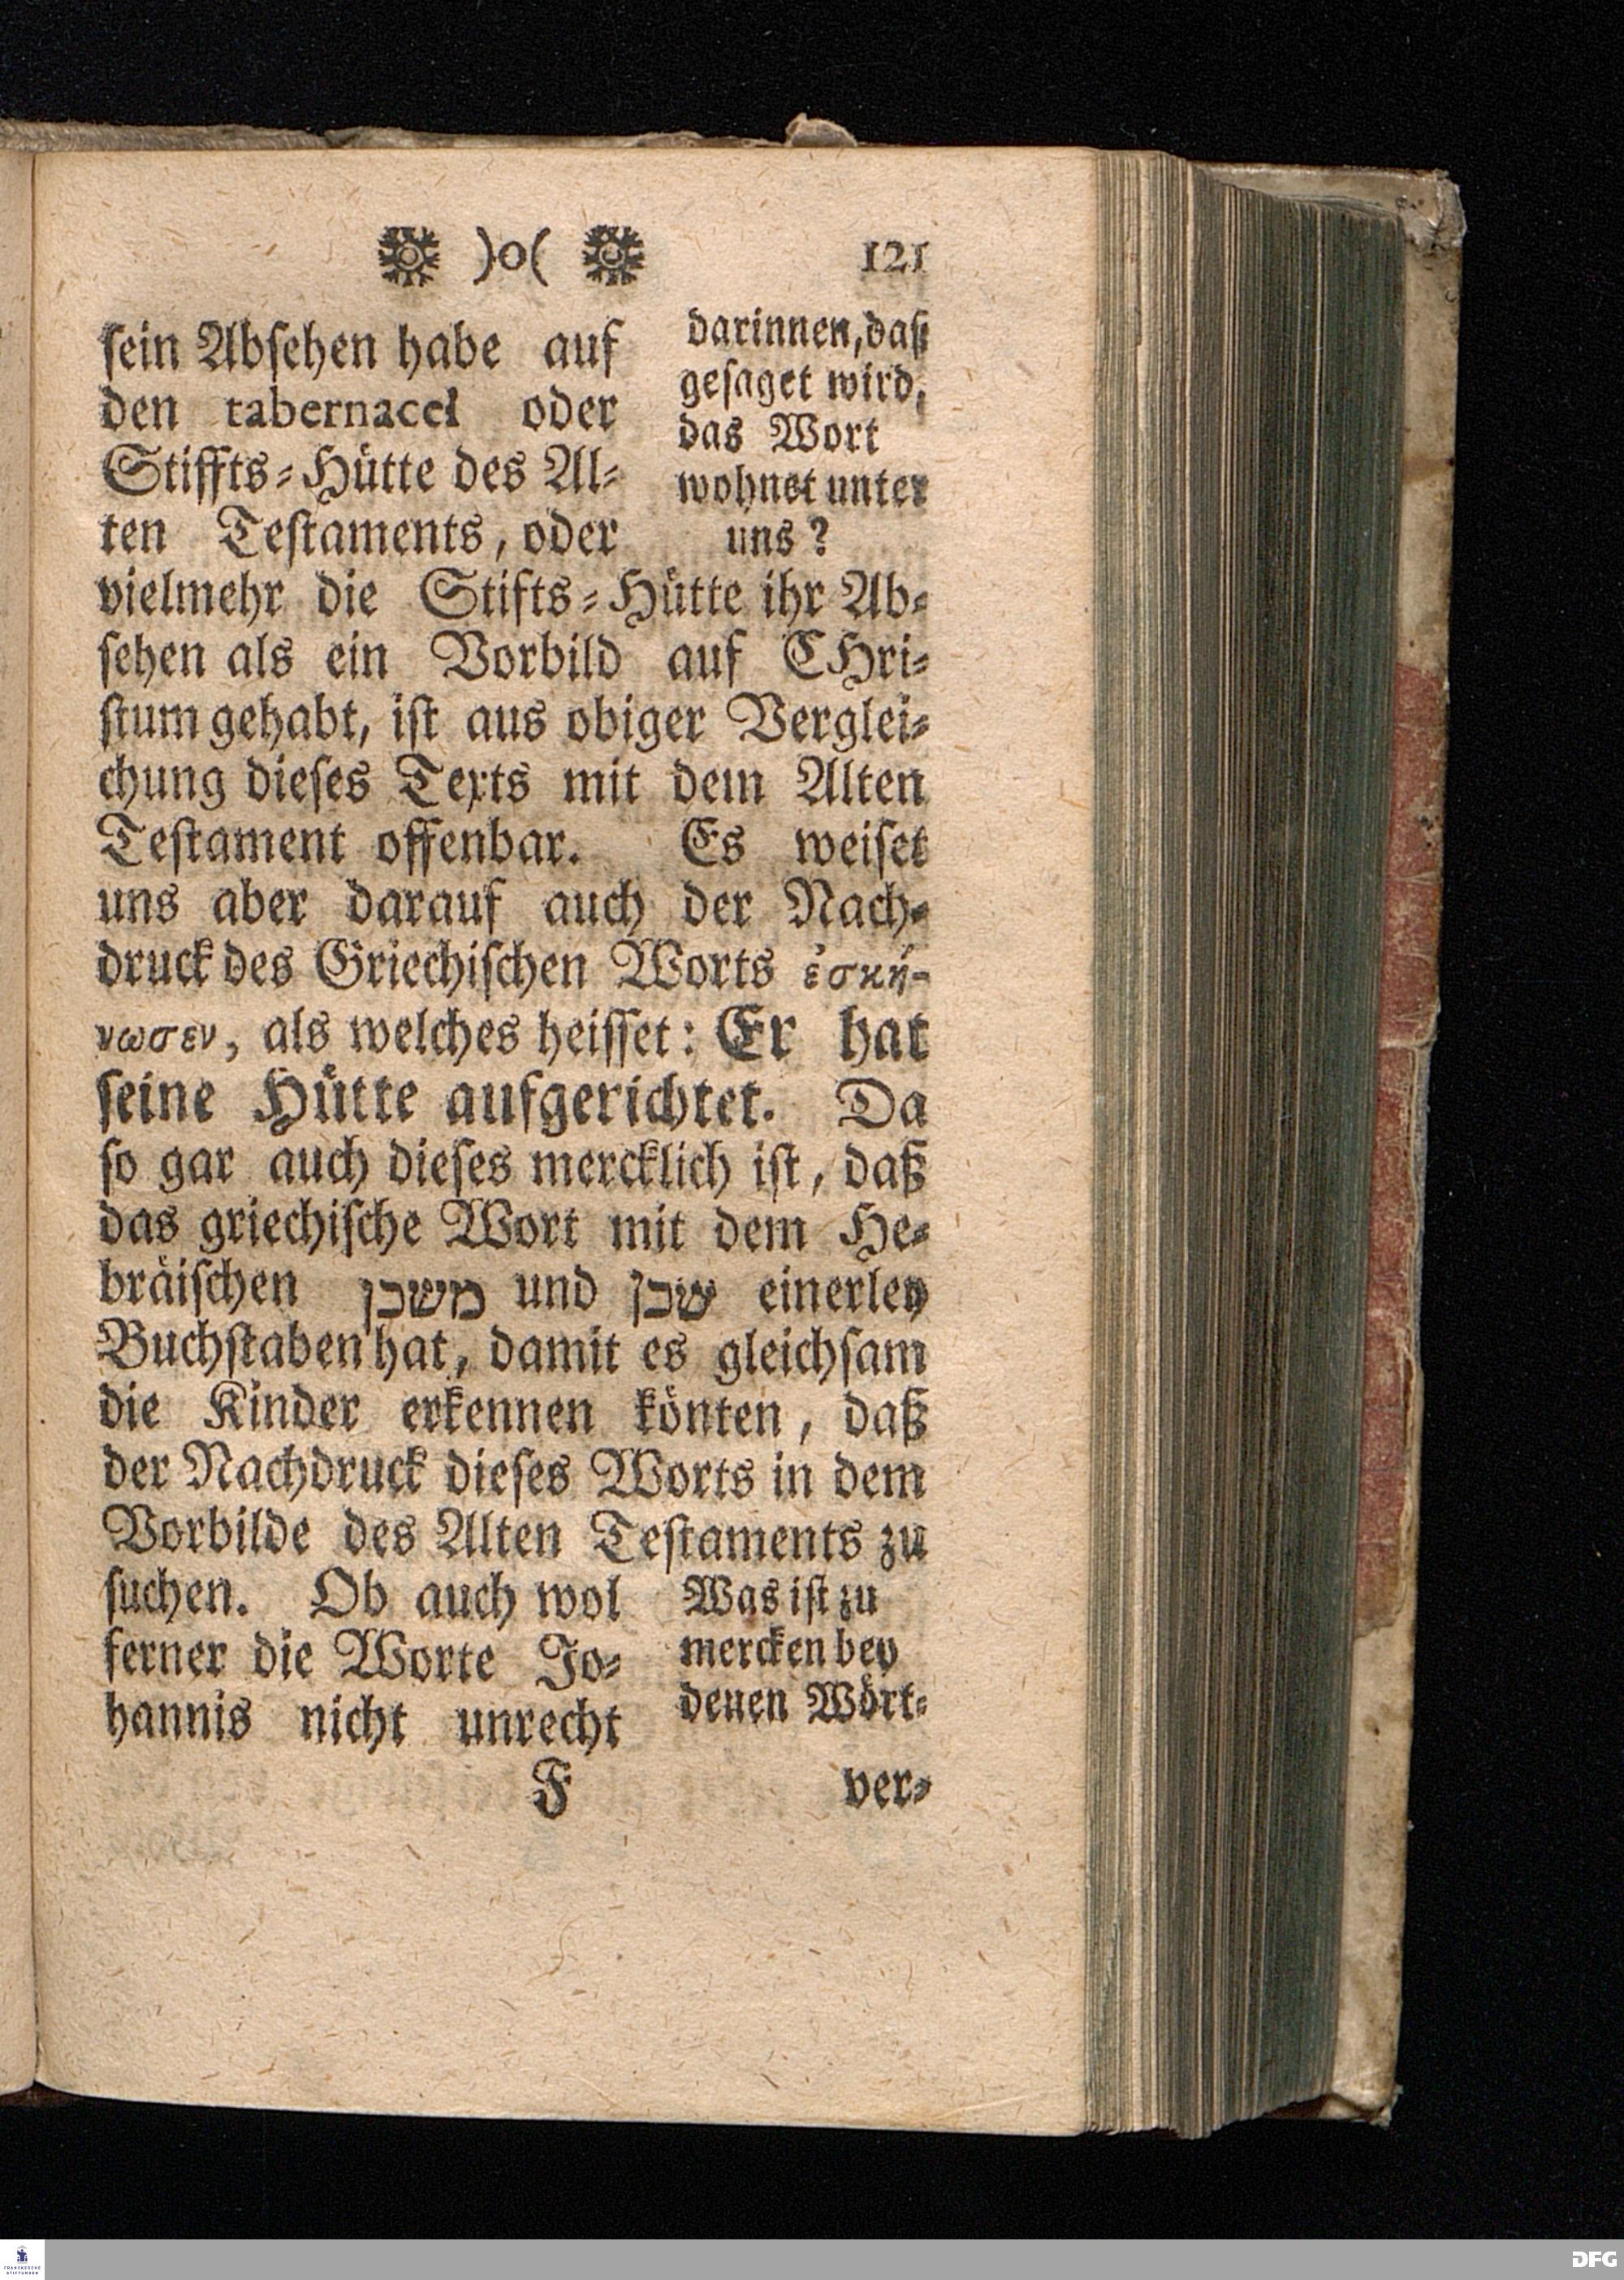 )o( 121
sein Absehen habe auf
den tabernacel oder
Stiffts-Hütte des Al-
ten Testaments, oder
darinnen, daß
gesaget wird,
das Wort
wohnet unter
uns?
vielmehr die Stifts-Hütte ihr Ab-
sehen als ein Vorbild auf CHri-
stum gehabt, ist aus obiger Verglei-
chung dieses Texts mit dem Alten
Testament offenbar. Es weiset
uns aber darauf auch der Nach-
druck des Griechischen Worts ἐσκή-
νωσεν, als welches heisset: Er hat
seine Hütte aufgerichtet. Da
so gar auch dieses mercklich ist, daß
das griechische Wort mit dem He-
bräischen משכן und שכן einerley
Buchstaben hat, damit es gleichsam
die Kinder erkennen könten, daß
der Nachdruck dieses Worts in dem
Vorbilde des Alten Testaments zu
suchen. Ob auch wol
ferner die Worte Jo-
hannis nicht unrecht
Was ist zu
mercken bey
denen Wört-
F ver-
FRANCKESCHE
STIFTUNGEN
DFG